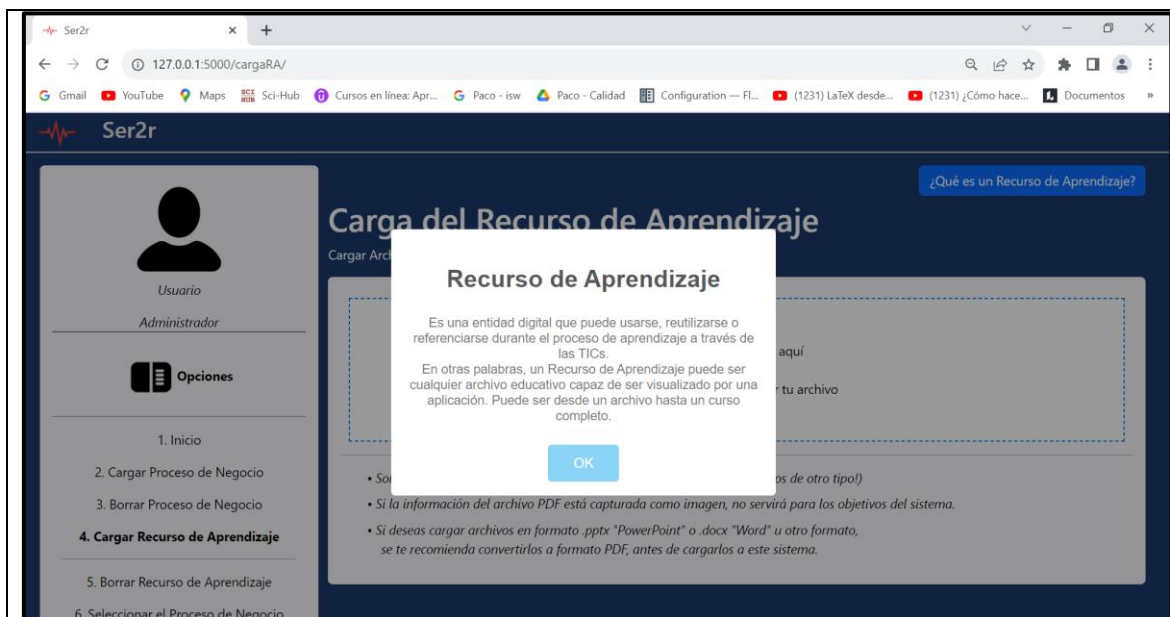 Ser2r
127.0.0.1:5000/cargaRA/
Gmail YouTube Maps SCI HUB Sci-Hub Cursos en línea: Apr... Paco - isw Paco - Calidad Configuration — Fl... (1231) LaTeX desde... (1231) ¿Cómo hace... Documentos »
Ser2r
¿Qué es un Recurso de Aprendizaje?
Usuario
Administrador
Opciones
1. Inicio
2. Cargar Proceso de Negocio
3. Borrar Proceso de Negocio
4. Cargar Recurso de Aprendizaje
5. Borrar Recurso de Aprendizaje
6. Seleccionar el Proceso de Negocio
Carga del Recurso de Aprendizaje
Cargar
aquí
tu archivo
Recurso de Aprendizaje
Es una entidad digital que puede usarse, reutilizarse o
referenciarse durante el proceso de aprendizaje a través de
las TICs.
En otras palabras, un Recurso de Aprendizaje puede ser
cualquier archivo educativo capaz de ser visualizado por una
aplicación. Puede ser desde un archivo hasta un curso
completo.
OK
de otro tipo!)
• Si la información del archivo PDF está capturada como imagen, no servirá para los objetivos del sistema.
• Si deseas cargar archivos en formato .pptx "PowerPoint" o .docx "Word" u otro formato,
se te recomienda convertirlos a formato PDF, antes de cargarlos a este sistema.